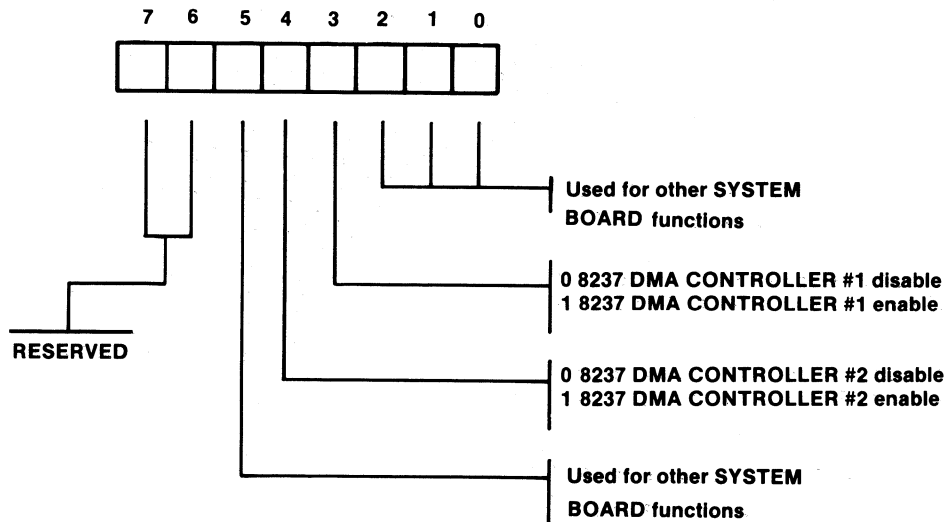 7 6 5 4 3 2 1 0
Used for other SYSTEM
BOARD functions
0 8237 DMA CONTROLLER #1 disable
1 8237 DMA CONTROLLER #1 enable
RESERVED
0 8237 DMA CONTROLLER #2 disable
1 8237 DMA CONTROLLER #2 enable
Used for other SYSTEM
BOARD functions